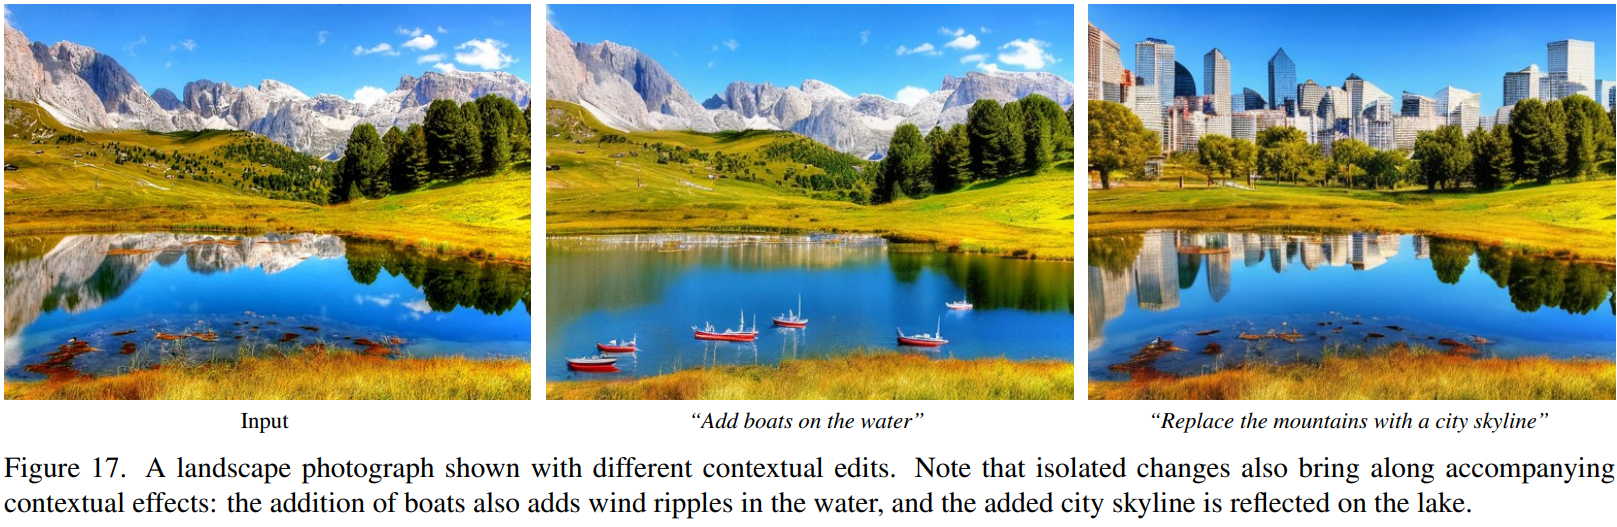 Input
“Add boats on the water”
“Replace the mountains with a city skyline”
Figure 17. A landscape photograph shown with different contextual edits. Note that isolated changes also bring along accompanying
contextual effects: the addition of boats also adds wind ripples in the water, and the added city skyline is reflected on the lake.